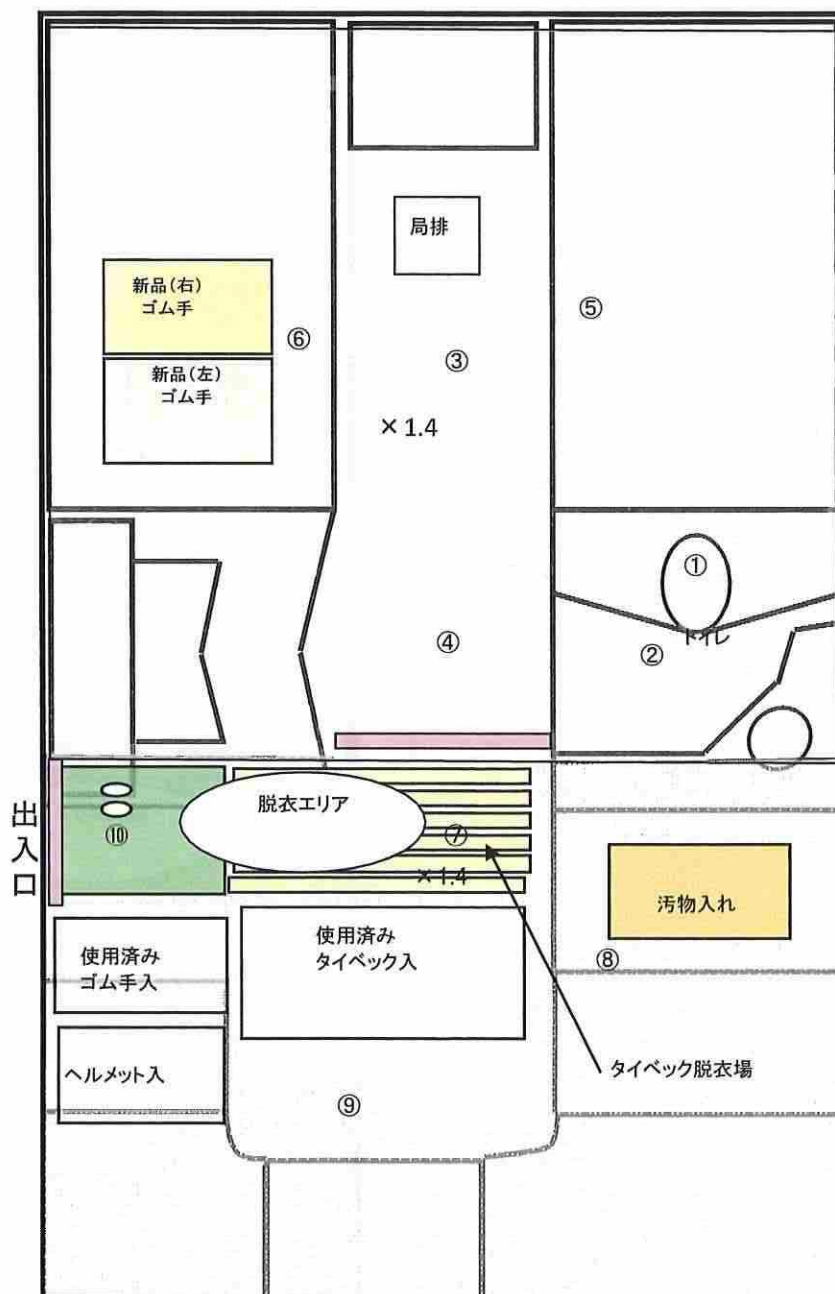 局排
新品(右)
ゴム手
⑥
⑤
新品(左)
ゴム手
③
×1.4
①
トイレ
②
④
出入口
脱衣エリア
⑩
⑦
×1.4
汚物入れ
使用済み
ゴム手入
使用済み
タイベック入
⑧
ヘルメット入
タイベック脱衣場
⑨